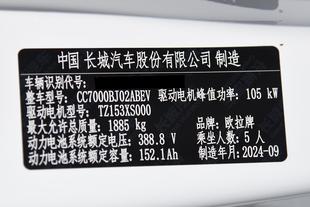 中国 长城汽车股份有限公司 制造
车辆识别代号:
整车型号: CC7000BJ02ABEV 驱动电机峰值功率: 105 kW
驱动电机型号: TZ153XS000
最大允许总质量: 1885 kg 品牌: 欧拉牌
动力电池系统额定电压: 388.8 V 乘坐人数: 5 人
动力电池系统额定容量: 152.1Ah 制造年月: 2024-09